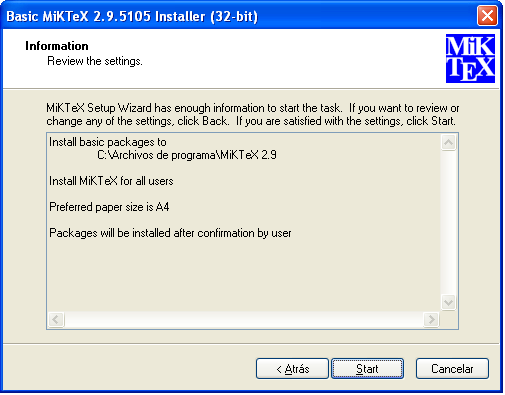 Basic MiKTeX 2.9.5105 Installer (32-bit)
Information
Review the settings.
MiK
TEX
MiKTeX Setup Wizard has enough information to start the task. If you want to review or
change any of the settings, click Back. If you are satisfied with the settings, click Start.
Install basic packages to
C:\Archivos de programa\MiKTeX 2.9
Install MiKTeX for all users
Preferred paper size is A4
Packages will be installed after confirmation by user
< Atrás
Start
Cancelar